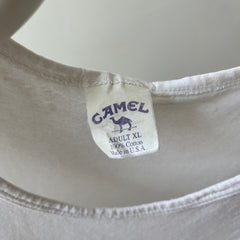 CAMEL
ADULT XL
100% Cotton
Made in U.S.A